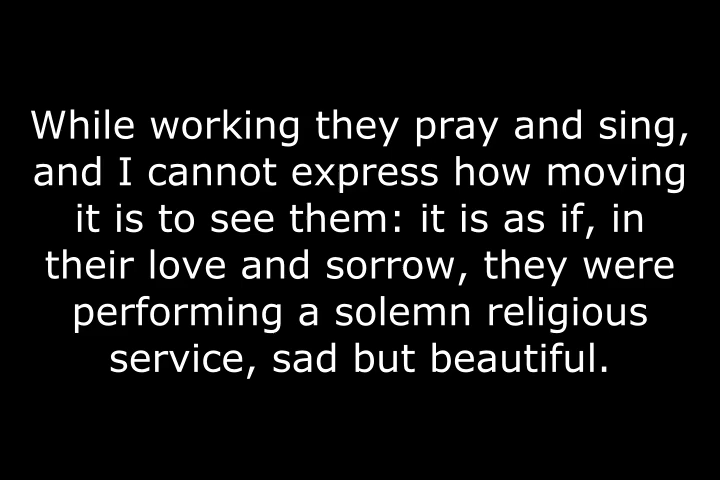 While working they pray and sing,
and I cannot express how moving
it is to see them: it is as if, in
their love and sorrow, they were
performing a solemn religious
service, sad but beautiful.